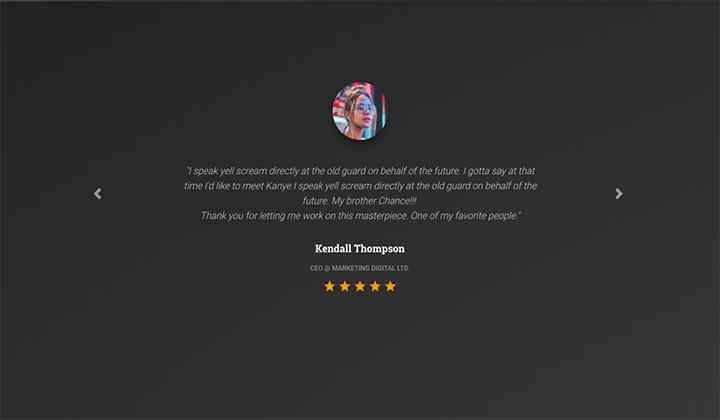 "I speak yell scream directly at the old guard on behalf of the future. I gotta say at that
time I'd like to meet Kanye I speak yell scream directly at the old guard on behalf of the
future. My brother Chance!!!
Thank you for letting me work on this masterpiece. One of my favorite people."
Kendall Thompson
CEO @ MARKETING DIGITAL LTD.